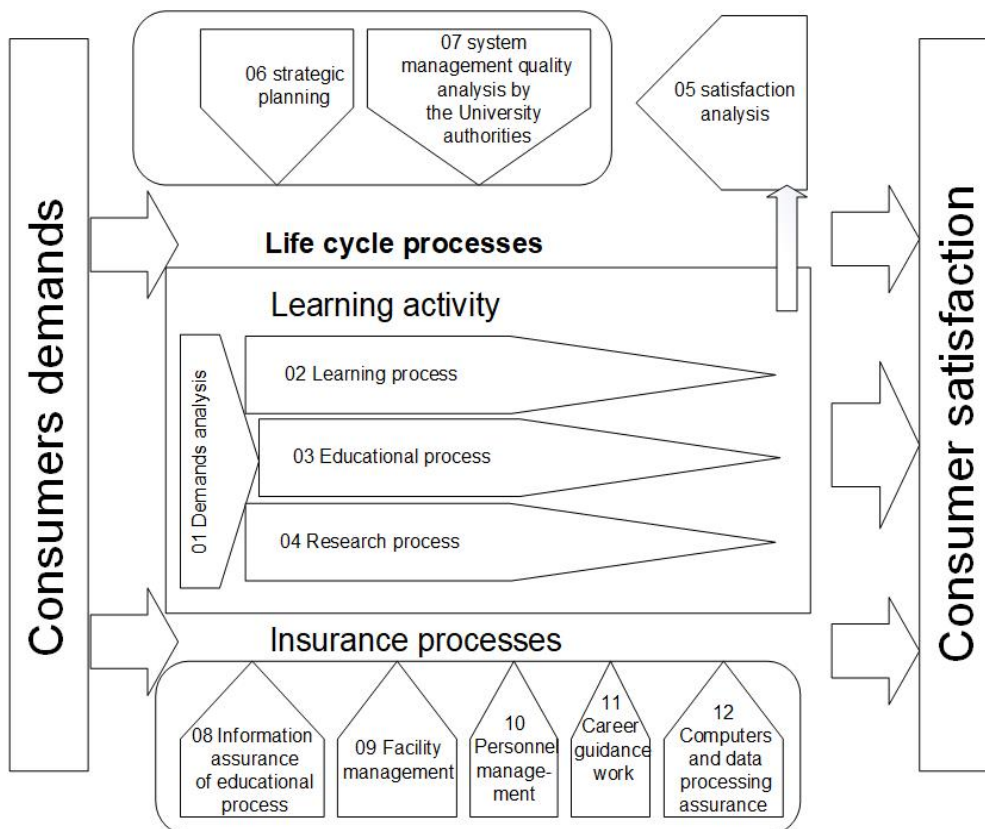 Consumers demands
06 strategic
planning
07 system
management quality
analysis by
the University
authorities
05 satisfaction
analysis
Life cycle processes
Learning activity
01 Demands analysis
02 Learning process
03 Educational process
04 Research process
Insurance processes
08 Information
assurance
of educational
process
09 Facility
management
10
Personnel
manage-
ment
11
Career
guidance
work
12
Computers
and data
processing
assurance
Consumer satisfaction